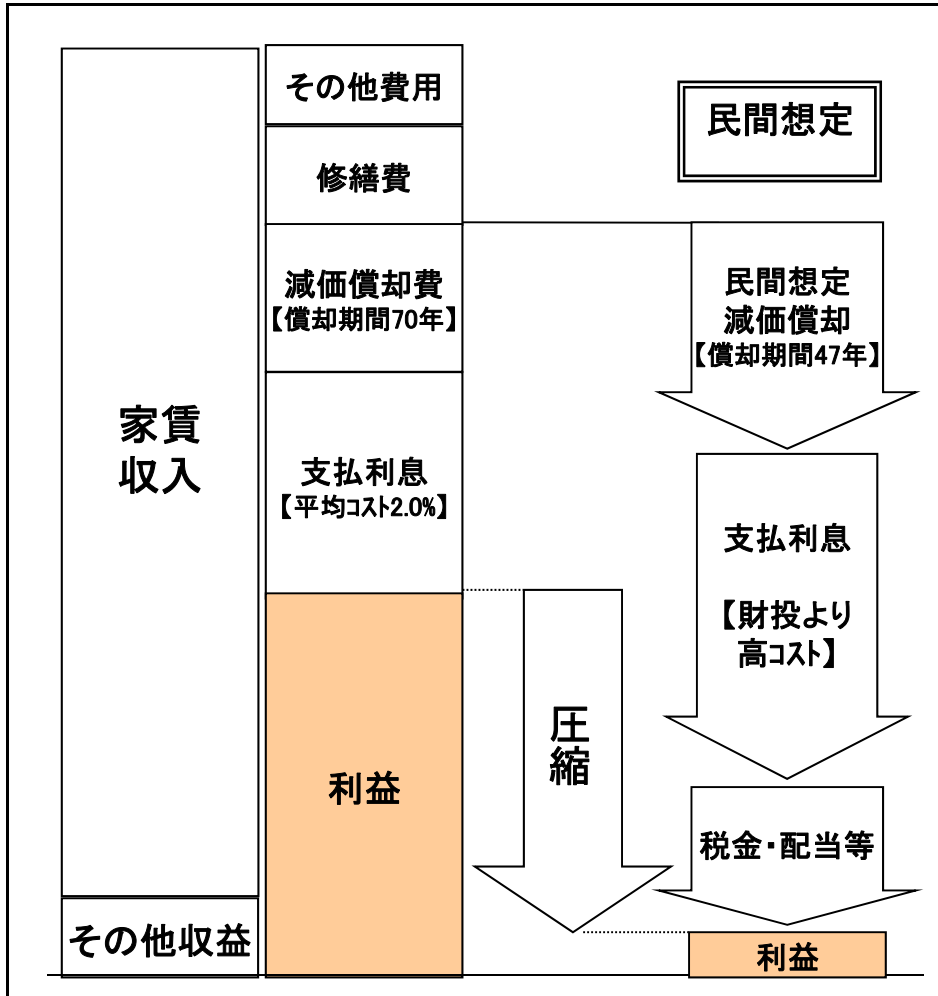 家賃
収入
その他収益
その他費用
修繕費
減価償却費
【償却期間70年】
支払利息
【平均コスト2.0%】
利益
圧縮
民間想定
民間想定
減価償却
【償却期間47年】
支払利息
【財投より
高コスト】
税金・配当等
利益